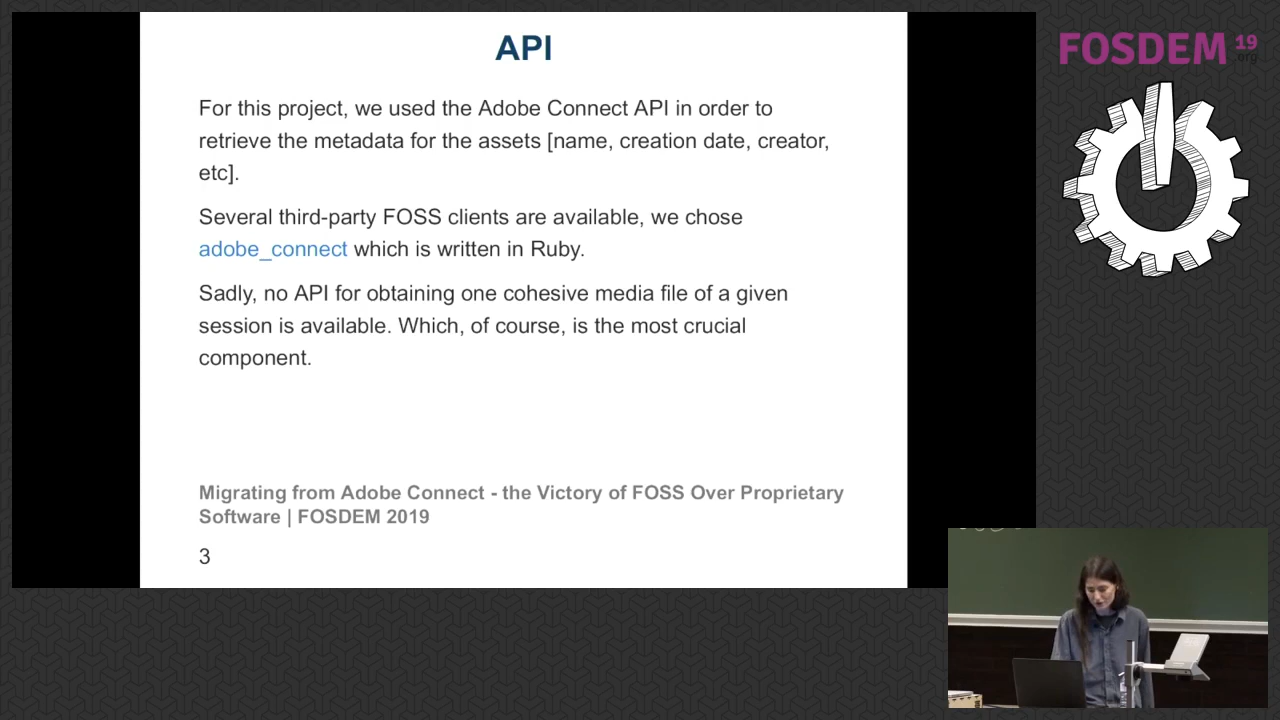 API
For this project, we used the Adobe Connect API in order to
retrieve the metadata for the assets [name, creation date, creator,
etc].
Several third-party FOSS clients are available, we chose
adobe_connect which is written in Ruby.
Sadly, no API for obtaining one cohesive media file of a given
session is available. Which, of course, is the most crucial
component.
Migrating from Adobe Connect - the Victory of FOSS Over Proprietary
Software | FOSDEM 2019
3
FOSDEM 19
.org